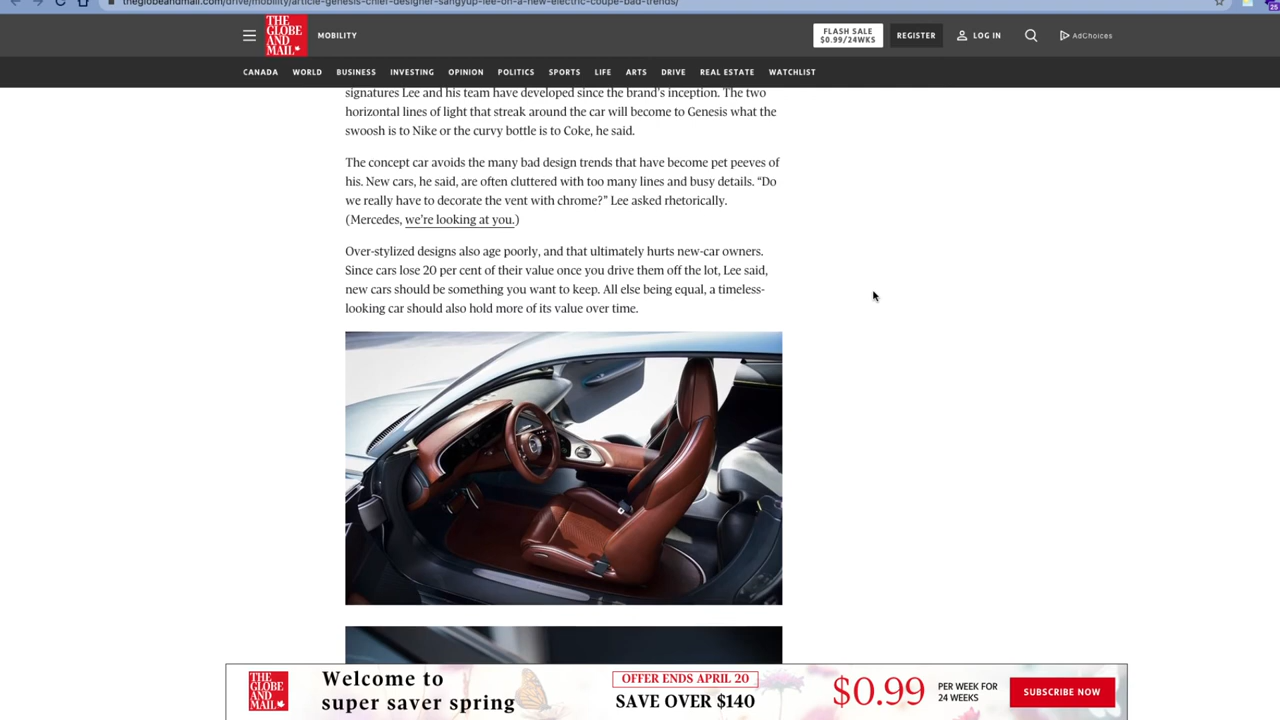 theglobeandmail.com/drive/mobility/article-genesis-chief-designer-sangyup-lee-on-a-new-electric-coupe-bad-trends/
25
THE
GLOBE
AND
MAIL
MOBILITY
FLASH SALE
$0.99/24WKS
REGISTER
LOG IN
AdChoices
CANADA WORLD BUSINESS INVESTING OPINION POLITICS SPORTS LIFE ARTS DRIVE REAL ESTATE WATCHLIST
signatures Lee and his team have developed since the brand’s inception. The two
horizontal lines of light that streak around the car will become to Genesis what the
swoosh is to Nike or the curvy bottle is to Coke, he said.
The concept car avoids the many bad design trends that have become pet peeves of
his. New cars, he said, are often cluttered with too many lines and busy details. “Do
we really have to decorate the vent with chrome?” Lee asked rhetorically.
(Mercedes, we’re looking at you.)
Over-stylized designs also age poorly, and that ultimately hurts new-car owners.
Since cars lose 20 per cent of their value once you drive them off the lot, Lee said,
new cars should be something you want to keep. All else being equal, a timeless-
looking car should also hold more of its value over time.
THE
GLOBE
AND
MAIL
Welcome to
super saver spring
OFFER ENDS APRIL 20
SAVE OVER $140
$0.99
PER WEEK FOR
24 WEEKS
SUBSCRIBE NOW